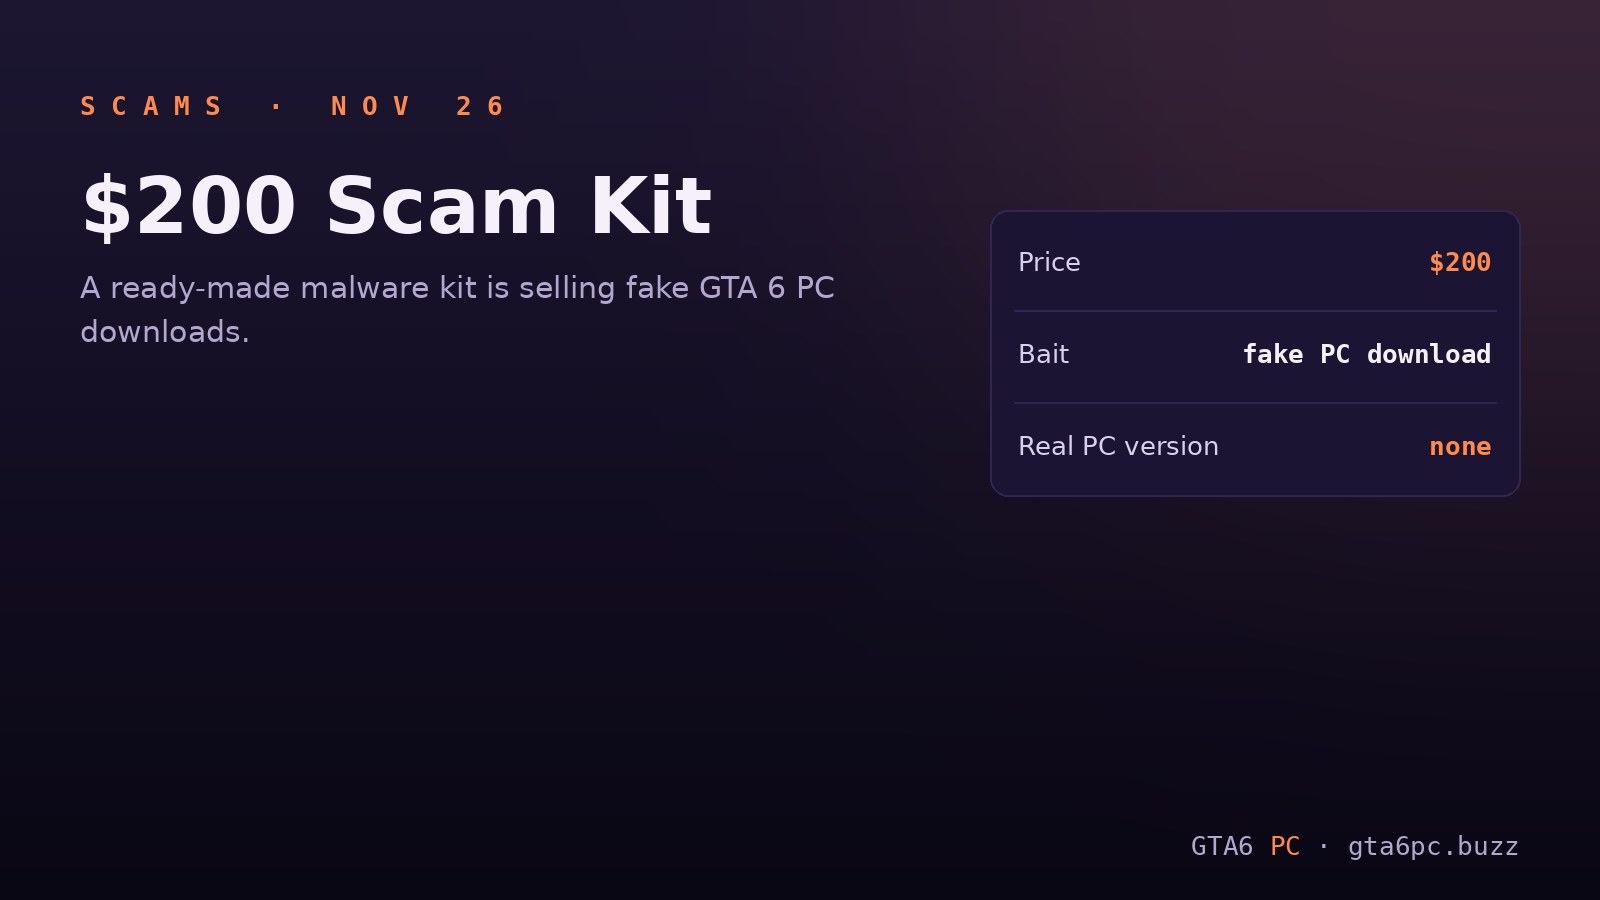 SCAMS · NOV 26
$200 Scam Kit
A ready-made malware kit is selling fake GTA 6 PC
downloads.
Price $200
Bait fake PC download
Real PC version none
GTA6 PC · gta6pc.buzz